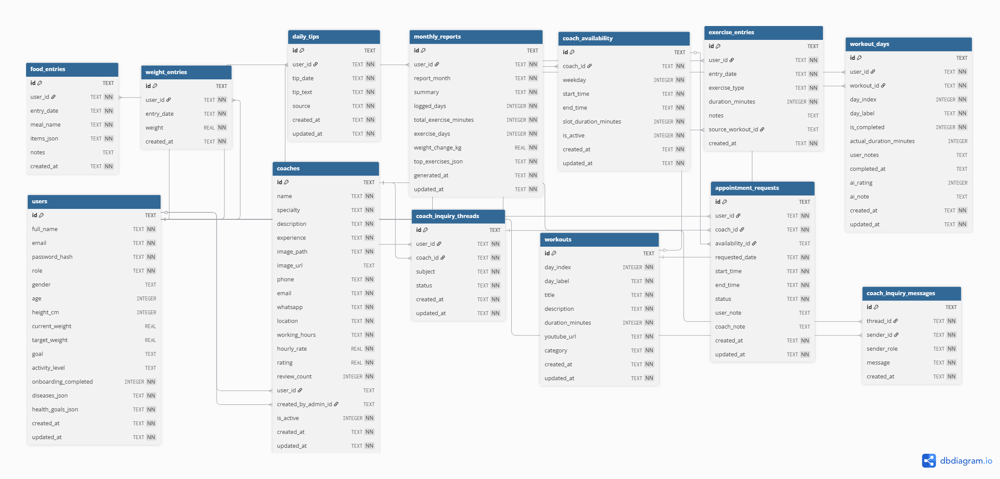 food_entries
id TEXT
user_id TEXT NN
entry_date TEXT NN
meal_name TEXT NN
items_json TEXT NN
notes TEXT
created_at TEXT NN
weight_entries
id TEXT
user_id TEXT NN
entry_date TEXT NN
weight REAL NN
created_at TEXT NN
daily_tips
id TEXT
user_id TEXT NN
tip_date TEXT NN
tip_text TEXT NN
source TEXT NN
created_at TEXT NN
updated_at TEXT NN
monthly_reports
id TEXT
user_id TEXT NN
report_month TEXT NN
summary TEXT NN
logged_days INTEGER NN
total_exercise_minutes INTEGER NN
exercise_days INTEGER NN
weight_change_kg REAL NN
top_exercises_json TEXT NN
generated_at TEXT NN
updated_at TEXT NN
coach_availability
id TEXT
coach_id TEXT NN
weekday INTEGER NN
start_time TEXT NN
end_time TEXT NN
slot_duration_minutes INTEGER NN
is_active INTEGER NN
created_at TEXT NN
updated_at TEXT NN
exercise_entries
id TEXT
user_id TEXT NN
entry_date TEXT NN
exercise_type TEXT NN
duration_minutes INTEGER NN
notes TEXT
source_workout_id TEXT
created_at TEXT NN
workout_days
id TEXT
user_id TEXT NN
workout_id TEXT NN
day_index INTEGER NN
day_label TEXT NN
is_completed INTEGER NN
actual_duration_minutes INTEGER
user_notes TEXT
completed_at TEXT
ai_rating INTEGER
ai_note TEXT
created_at TEXT NN
updated_at TEXT NN
users
id TEXT
full_name TEXT NN
email TEXT NN
password_hash TEXT NN
role TEXT NN
gender TEXT
age INTEGER
height_cm INTEGER
current_weight REAL
target_weight REAL
goal TEXT
activity_level TEXT
onboarding_completed INTEGER NN
diseases_json TEXT NN
health_goals_json TEXT NN
created_at TEXT NN
updated_at TEXT NN
coaches
id TEXT
name TEXT NN
specialty TEXT NN
description TEXT NN
experience TEXT NN
image_path TEXT NN
image_url TEXT
phone TEXT NN
email TEXT NN
whatsapp TEXT NN
location TEXT NN
working_hours TEXT NN
hourly_rate REAL NN
rating REAL NN
review_count INTEGER NN
user_id TEXT
created_by_admin_id TEXT
is_active INTEGER NN
created_at TEXT NN
updated_at TEXT NN
coach_inquiry_threads
id TEXT
user_id TEXT NN
coach_id TEXT NN
subject TEXT NN
status TEXT NN
created_at TEXT NN
updated_at TEXT NN
workouts
id TEXT
day_index INTEGER NN
day_label TEXT NN
title TEXT NN
description TEXT NN
duration_minutes INTEGER NN
youtube_url TEXT NN
category TEXT NN
created_at TEXT NN
updated_at TEXT NN
appointment_requests
id TEXT
user_id TEXT NN
coach_id TEXT NN
availability_id TEXT
requested_date TEXT NN
start_time TEXT NN
end_time TEXT NN
status TEXT NN
user_note TEXT
coach_note TEXT
created_at TEXT NN
updated_at TEXT NN
coach_inquiry_messages
id TEXT
thread_id TEXT NN
sender_id TEXT NN
sender_role TEXT NN
message TEXT NN
created_at TEXT NN
dbdiagram.io